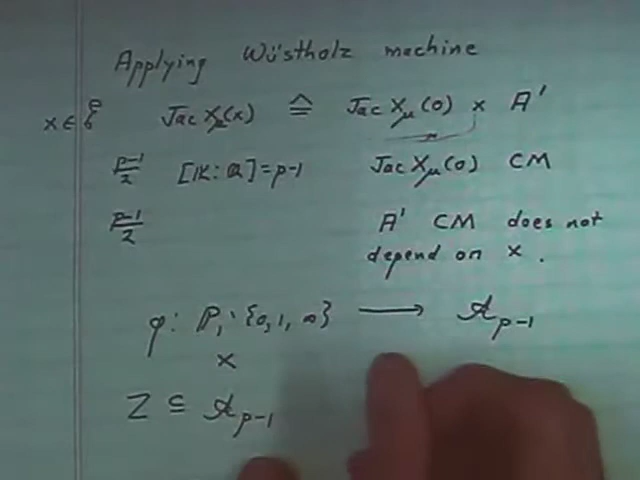 Applying Wüstholz machine
x ∈ ℰ Jac X_μ(x) ≙ Jac X_μ(0) × A'
(p-1)/2 [K : Q] = p-1 Jac X_μ(0) CM
(p-1)/2 A' CM does not
depend on x .
φ : P_1 \ {0, 1, ∞} ⟶ 𝒜_{p-1}
x
Z ⊆ 𝒜_{p-1}